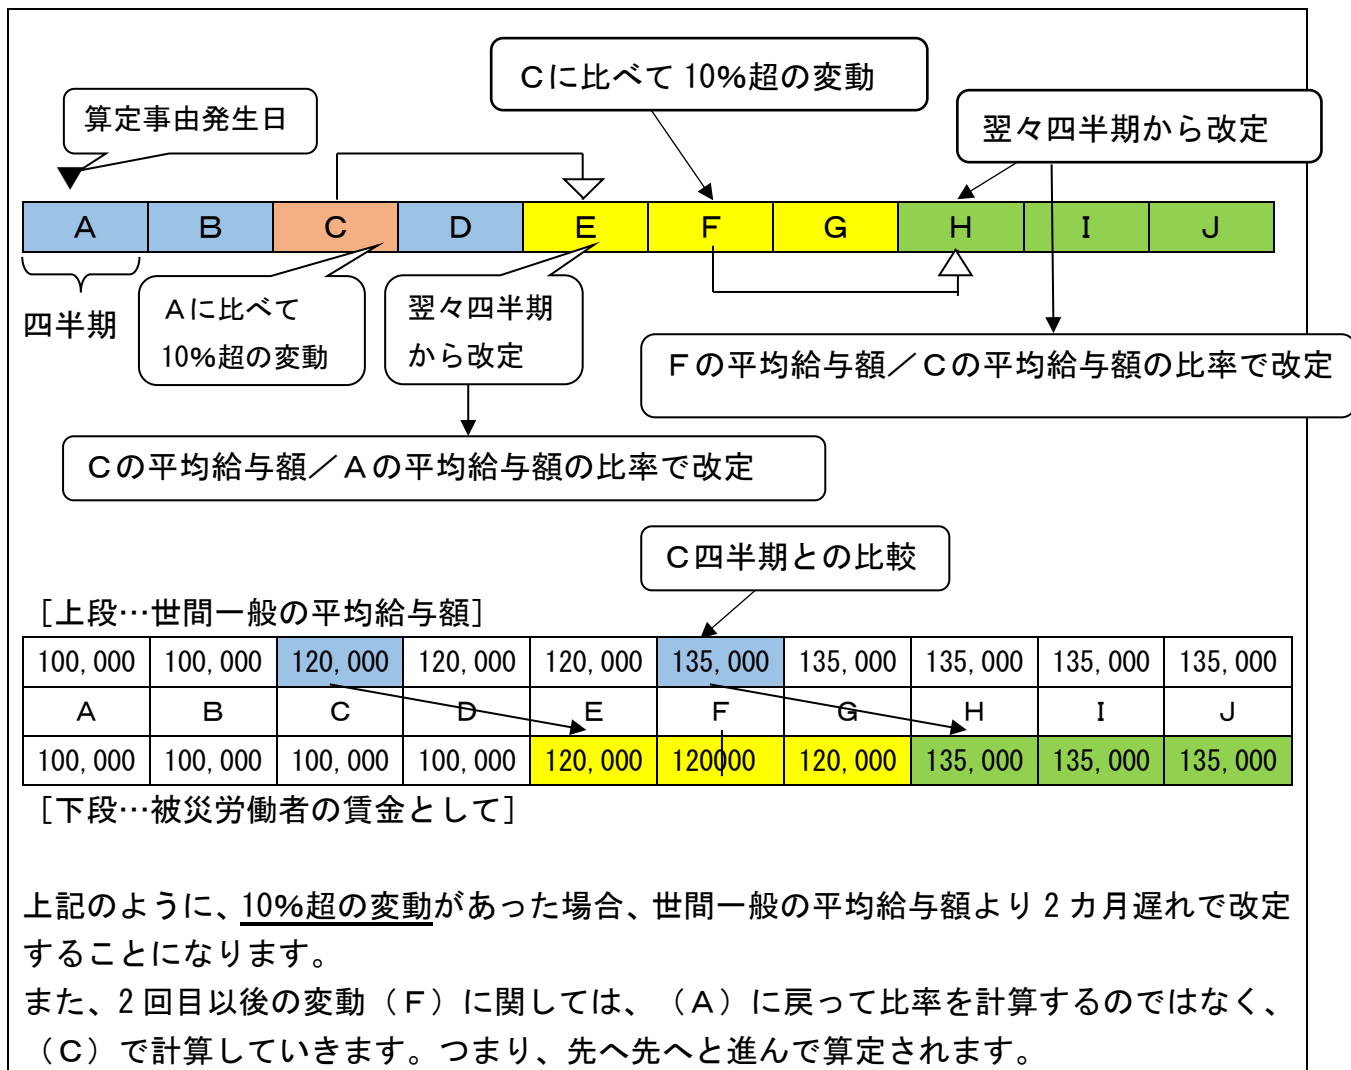 Cに比べて10%超の変動
算定事由発生日
翌々四半期から改定
A B C D E F G H I J
四半期
Aに比べて
10%超の変動
翌々四半期
から改定
Fの平均給与額／Cの平均給与額の比率で改定
Cの平均給与額／Aの平均給与額の比率で改定
C四半期との比較
［上段…世間一般の平均給与額］
100,000 100,000 120,000 120,000 120,000 135,000 135,000 135,000 135,000 135,000
A B C D E F G H I J
100,000 100,000 100,000 100,000 120,000 120000 120,000 135,000 135,000 135,000
［下段…被災労働者の賃金として］
上記のように、10%超の変動があった場合、世間一般の平均給与額より2カ月遅れで改定
することになります。
また、2回目以後の変動（F）に関しては、（A）に戻って比率を計算するのではなく、
（C）で計算していきます。つまり、先へ先へと進んで算定されます。